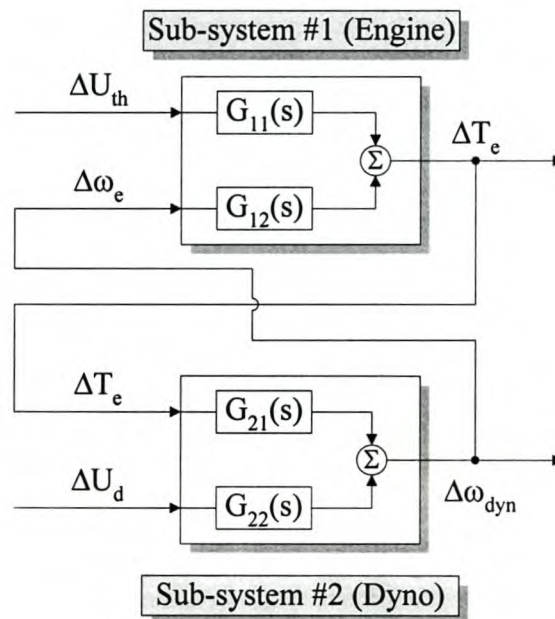 Sub-system #1 (Engine)
ΔU_th
G_11(s)
ΔT_e
Σ
Δω_e
G_12(s)
ΔT_e
G_21(s)
Σ
ΔU_d
G_22(s)
Δω_dyn
Sub-system #2 (Dyno)